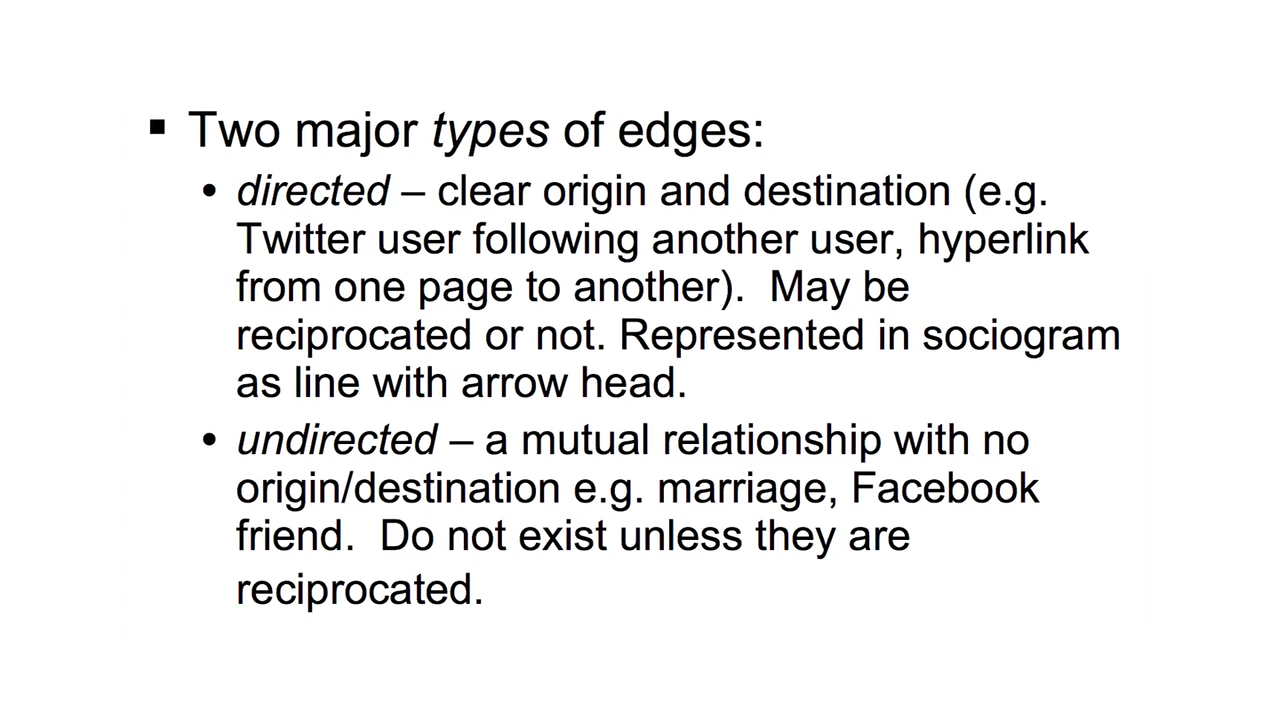 ▪ Two major types of edges:
• directed – clear origin and destination (e.g.
Twitter user following another user, hyperlink
from one page to another).  May be
reciprocated or not. Represented in sociogram
as line with arrow head.
• undirected – a mutual relationship with no
origin/destination e.g. marriage, Facebook
friend.  Do not exist unless they are
reciprocated.